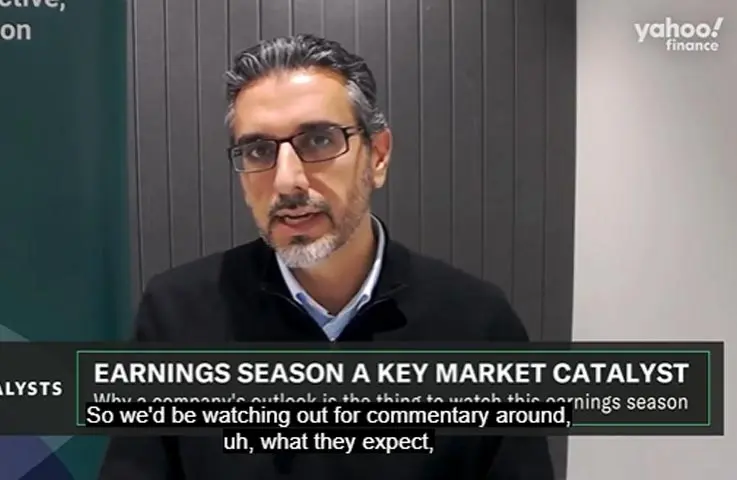 ctive,
on
yahoo!
finance
ALYSTS
EARNINGS SEASON A KEY MARKET CATALYST
Why a company's outlook is the thing to watch this earnings season
So we'd be watching out for commentary around,
uh, what they expect,